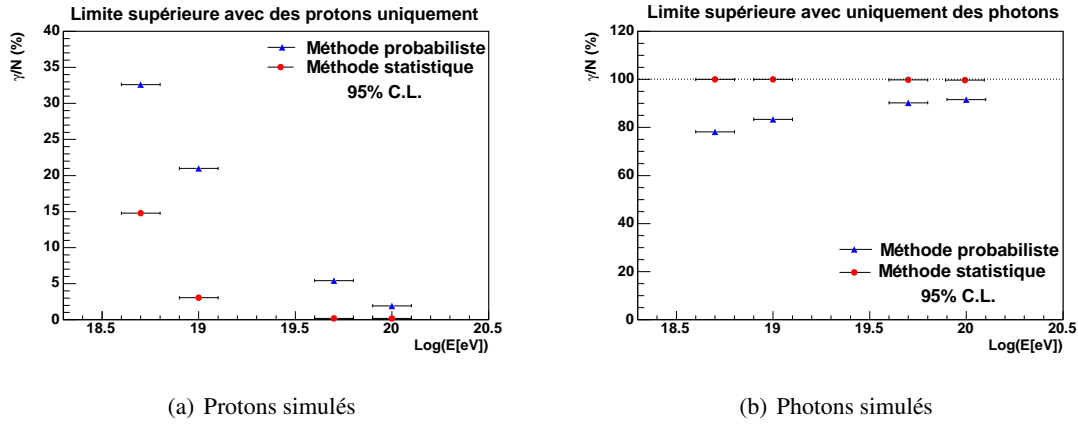 Limite supérieure avec des protons uniquement
γ/N (%)
40
35
30
25
20
15
10
5
0
Méthode probabiliste
Méthode statistique
95% C.L.
18.5 19 19.5 20 20.5
Log(E[eV])
(a) Protons simulés
Limite supérieure avec uniquement des photons
γ/N (%)
120
100
80
60
40
20
0
Méthode probabiliste
Méthode statistique
95% C.L.
18.5 19 19.5 20 20.5
Log(E[eV])
(b) Photons simulés